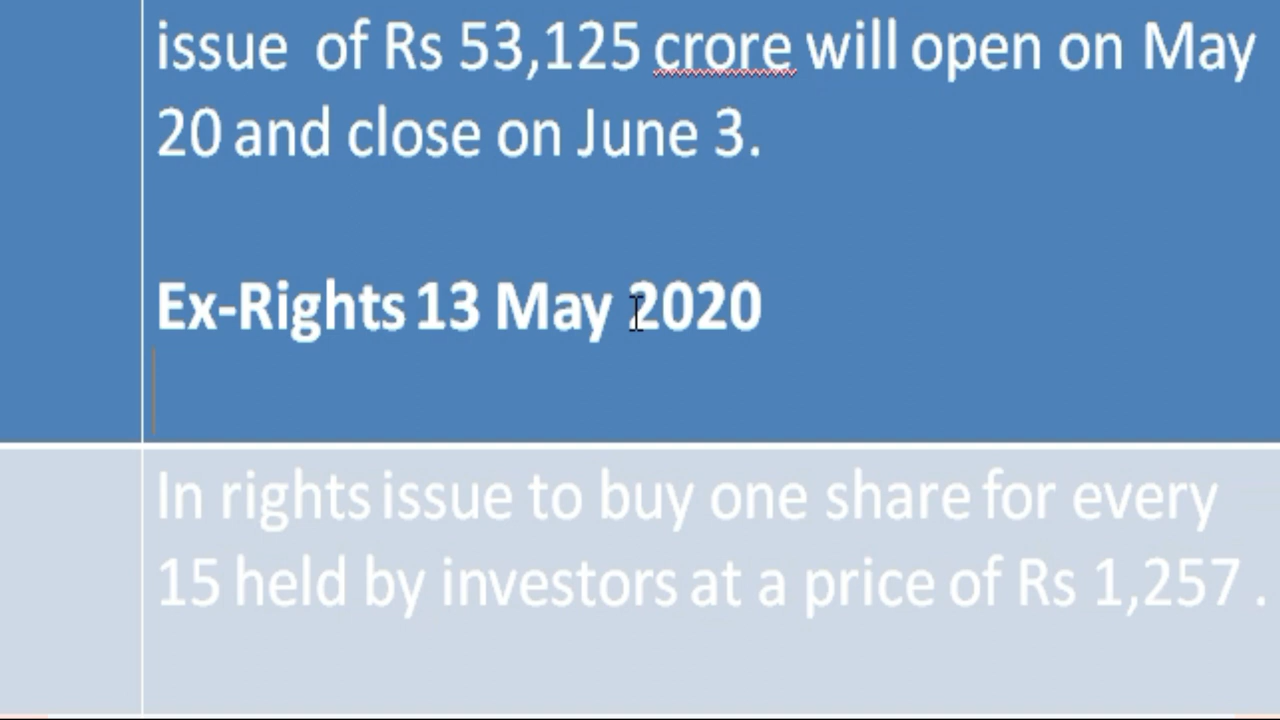 issue of Rs 53,125 crore will open on May
20 and close on June 3.
Ex-Rights 13 May 2020
In rights issue to buy one share for every
15 held by investors at a price of Rs 1,257 .